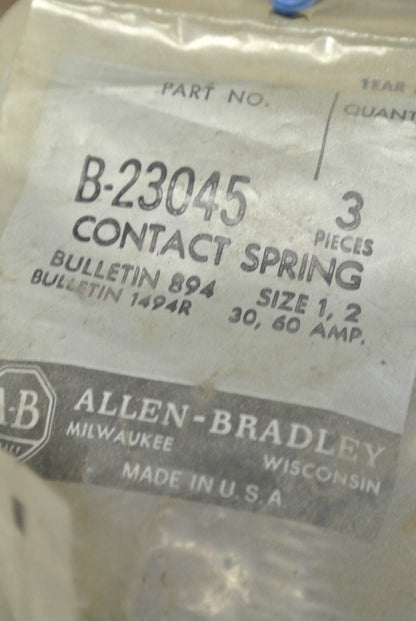 PART NO.
TEAR
QUANT
B-23045
3
PIECES
CONTACT SPRING
BULLETIN 894 SIZE 1, 2
BULLETIN 1494R 30, 60 AMP.
A-B
ALLEN-BRADLEY
MILWAUKEE WISCONSIN
MADE IN U.S.A